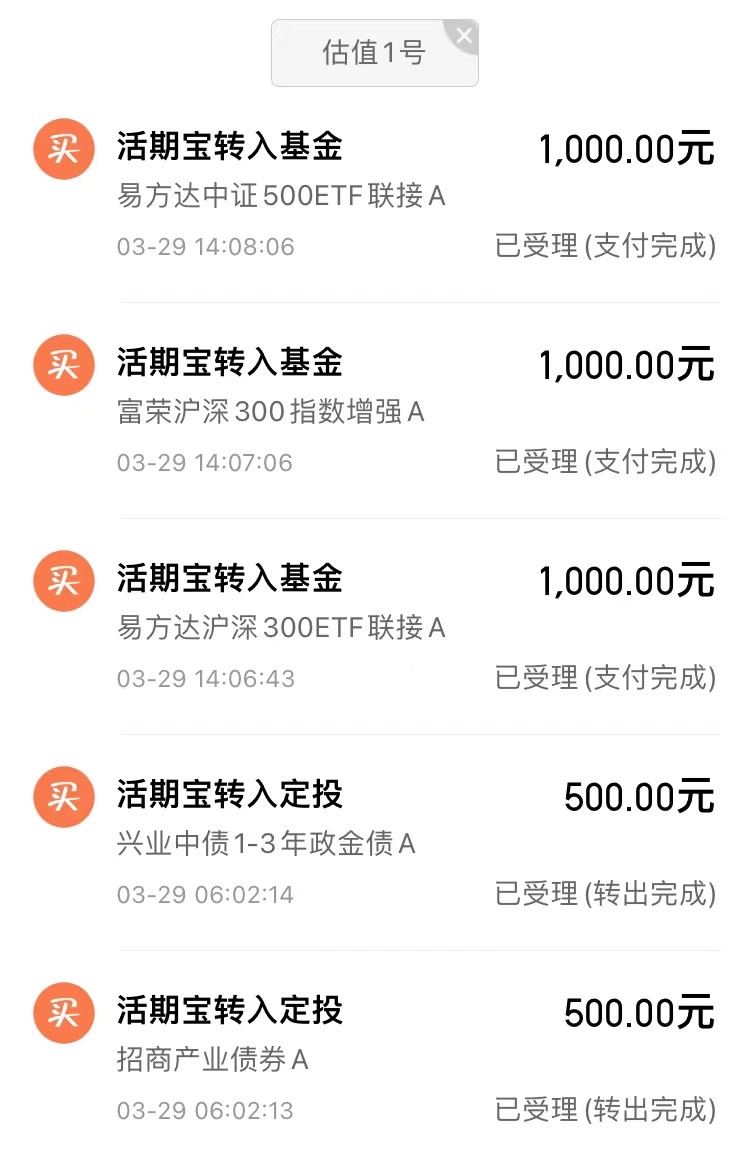 估值1号
买 活期宝转入基金 1,000.00元
易方达中证500ETF联接A
03-29 14:08:06 已受理(支付完成)
买 活期宝转入基金 1,000.00元
富荣沪深300指数增强A
03-29 14:07:06 已受理(支付完成)
买 活期宝转入基金 1,000.00元
易方达沪深300ETF联接A
03-29 14:06:43 已受理(支付完成)
买 活期宝转入定投 500.00元
兴业中债1-3年政金债A
03-29 06:02:14 已受理(转出完成)
买 活期宝转入定投 500.00元
招商产业债券A
03-29 06:02:13 已受理(转出完成)